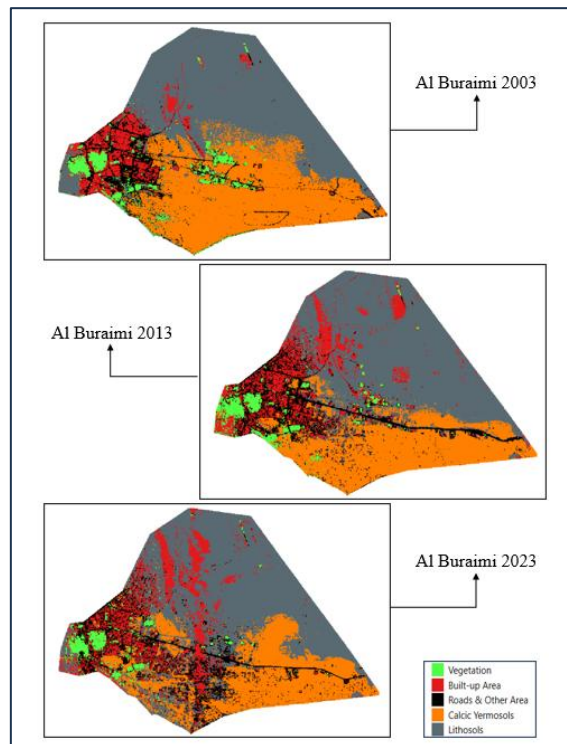 Al Buraimi 2003
Al Buraimi 2013
Al Buraimi 2023
Vegetation
Built-up Area
Roads & Other Area
Calcic Yermosols
Lithosols